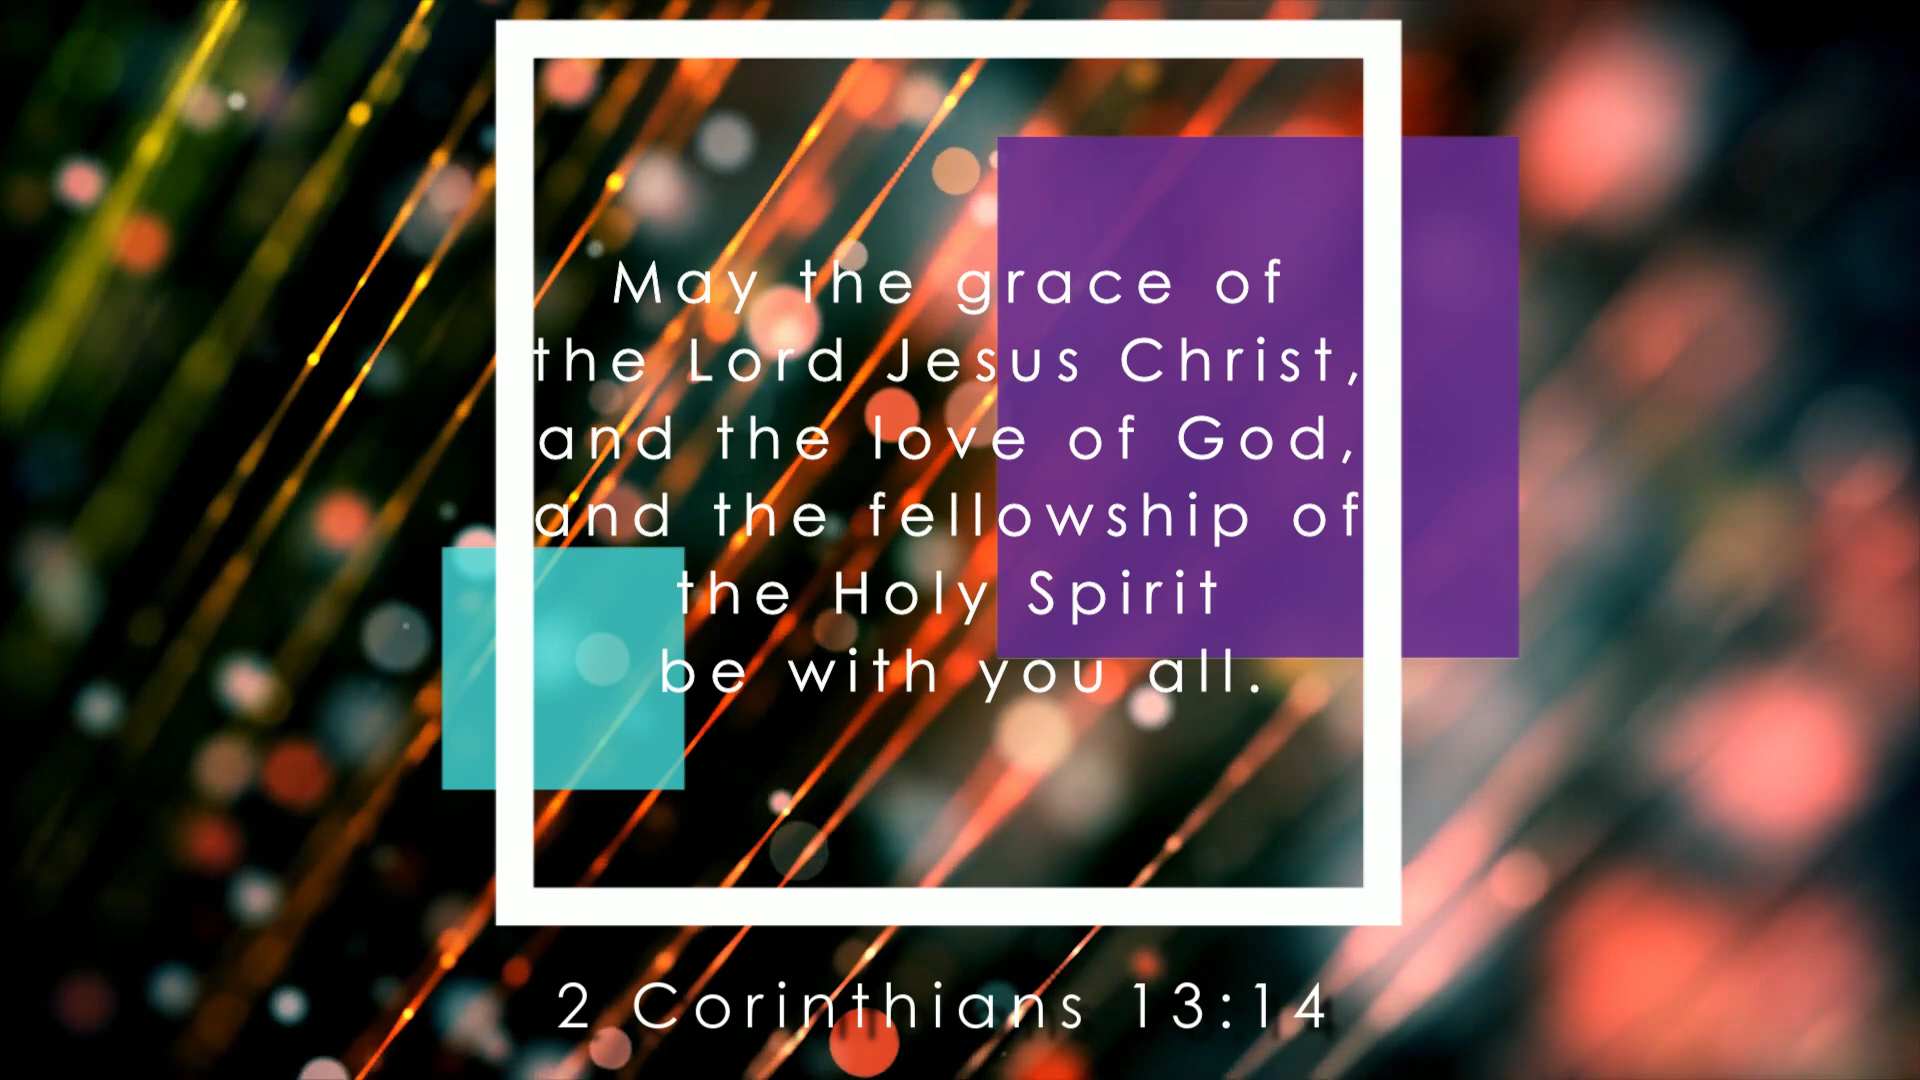 May the grace of
the Lord Jesus Christ,
and the love of God,
and the fellowship of
the Holy Spirit
be with you all.
2 Corinthians 13:14